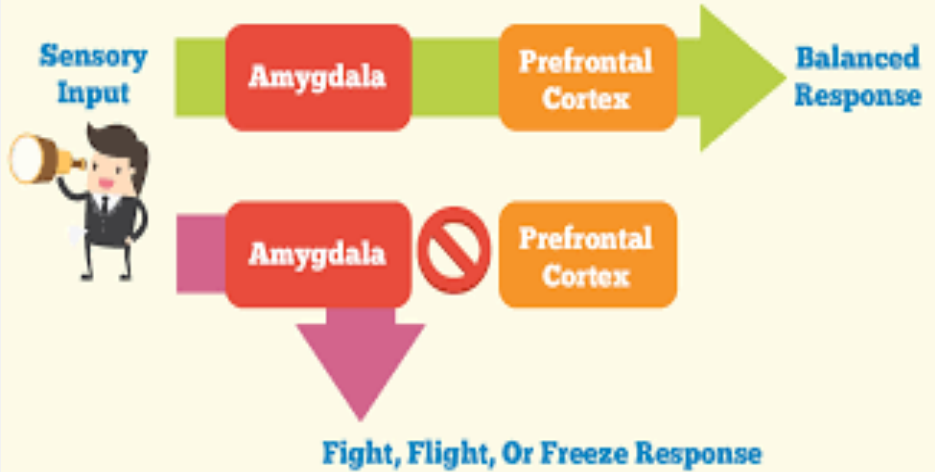 Sensory
Input
Amygdala
Prefrontal
Cortex
Balanced
Response
Amygdala
Prefrontal
Cortex
Fight, Flight, Or Freeze Response